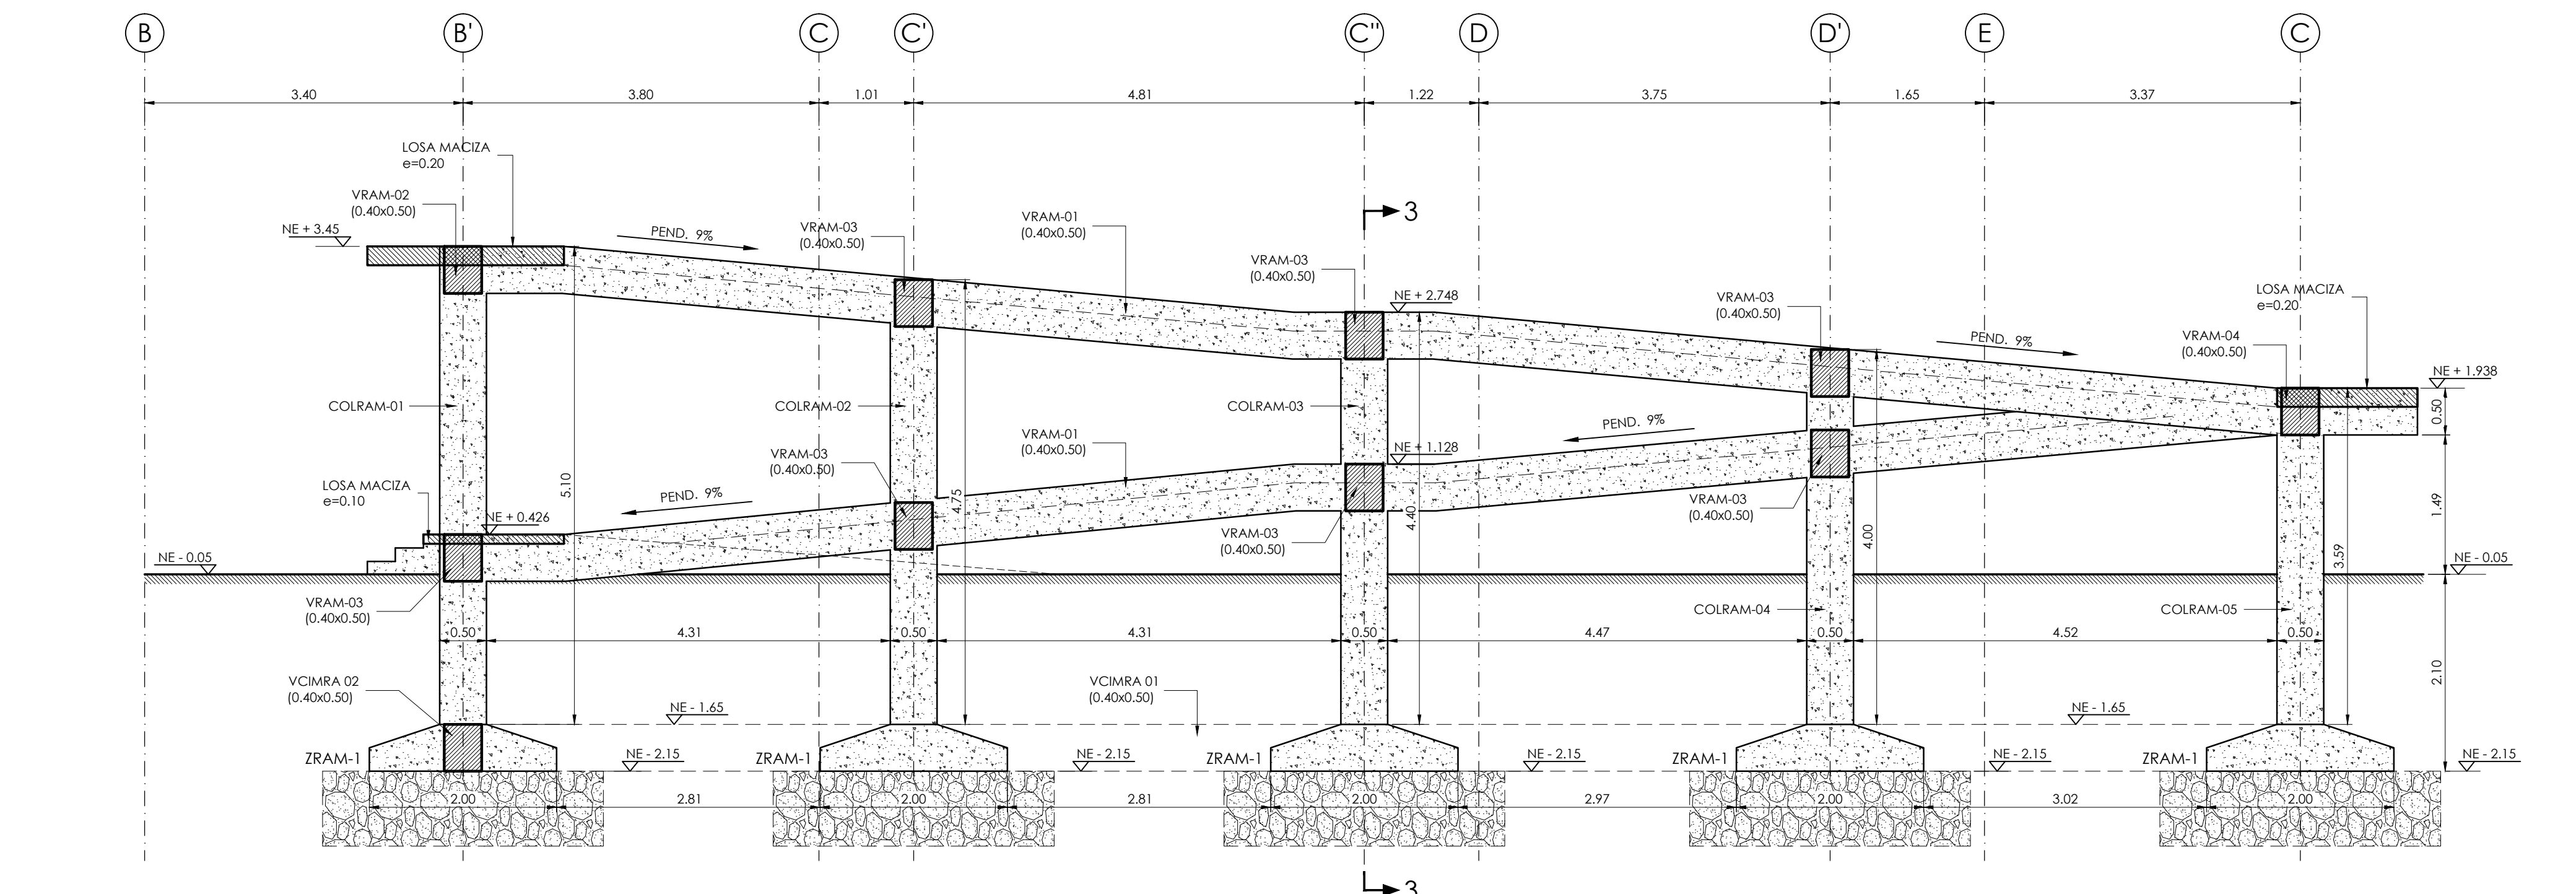 B
B'
C
C'
C"
D
D'
E
C
3.40
3.80
1.01
4.81
1.22
3.75
1.65
3.37
LOSA MACIZA
e=0.20
VRAM-02
(0.40x0.50)
NE + 3.45
PEND. 9%
VRAM-03
(0.40x0.50)
VRAM-01
(0.40x0.50)
3
VRAM-03
(0.40x0.50)
NE + 2.748
VRAM-03
(0.40x0.50)
PEND. 9%
LOSA MACIZA
e=0.20
VRAM-04
(0.40x0.50)
NE + 1.938
0.50
COLRAM-01
COLRAM-02
COLRAM-03
PEND. 9%
VRAM-01
(0.40x0.50)
NE + 1.128
VRAM-03
(0.40x0.50)
LOSA MACIZA
e=0.10
5.10
PEND. 9%
4.75
4.40
VRAM-03
(0.40x0.50)
4.00
1.49
NE + 0.426
VRAM-03
(0.40x0.50)
NE - 0.05
3.59
NE - 0.05
VRAM-03
(0.40x0.50)
COLRAM-04
COLRAM-05
0.50
4.31
0.50
4.31
0.50
4.47
0.50
4.52
0.50
2.10
VCIMRA 02
(0.40x0.50)
VCIMRA 01
(0.40x0.50)
NE - 1.65
NE - 1.65
ZRAM-1
NE - 2.15
ZRAM-1
NE - 2.15
ZRAM-1
NE - 2.15
ZRAM-1
NE - 2.15
ZRAM-1
NE - 2.15
2.00
2.81
2.00
2.81
2.00
2.97
2.00
3.02
2.00
3